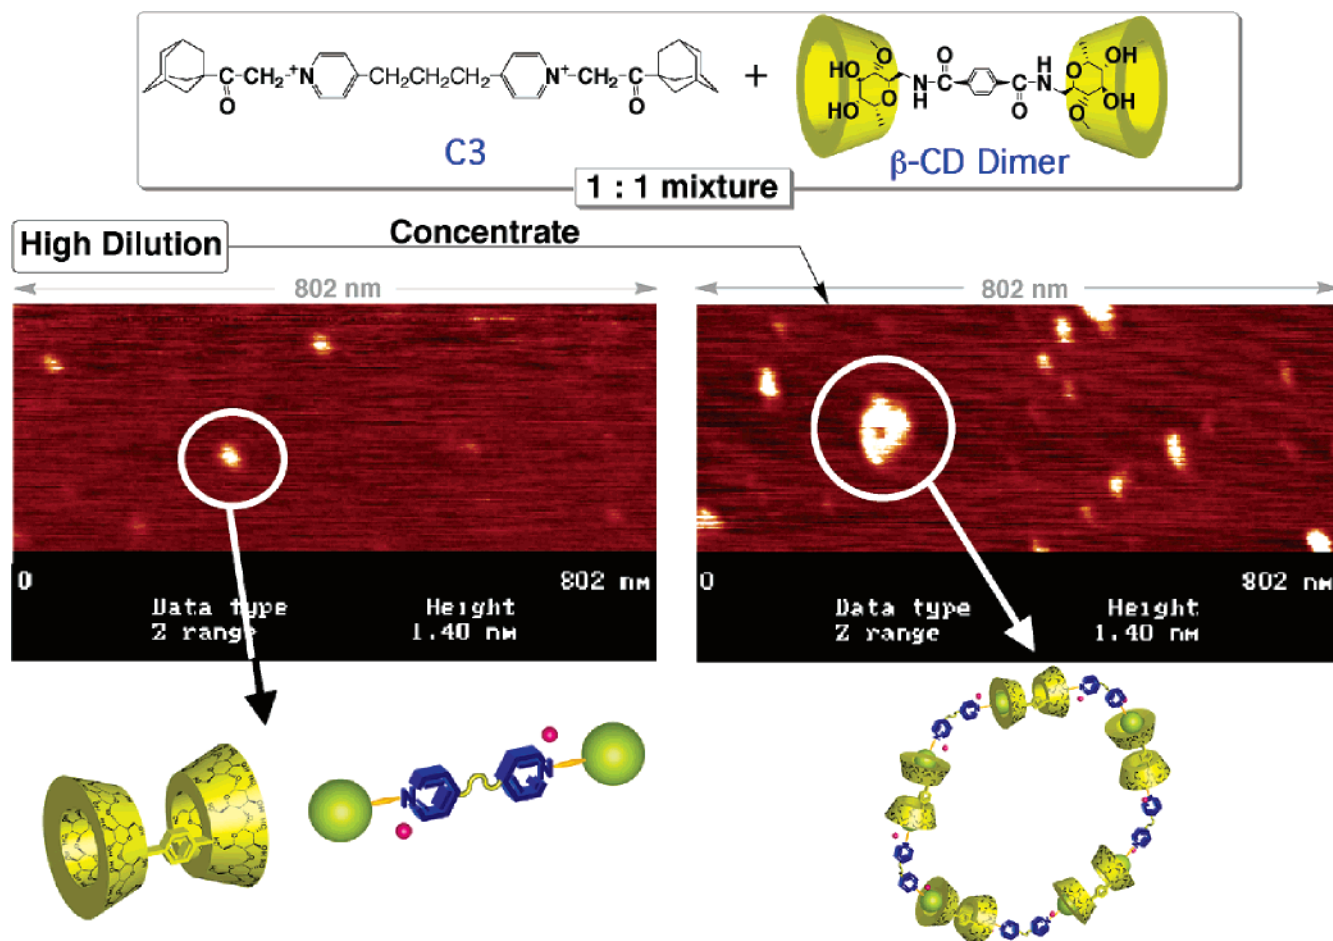 C CH₂ ⁺N CH₂CH₂CH₂ N⁺ CH₂ C
O O
+
O O
HO N H H N OH
HO O O O O OH
C3
β-CD Dimer
1 : 1 mixture
High Dilution
Concentrate
802 nm
802 nm
0 802 nm
Data type Height
Z range 1.40 nm
0 802 nm
Data type Height
Z range 1.40 nm
N N